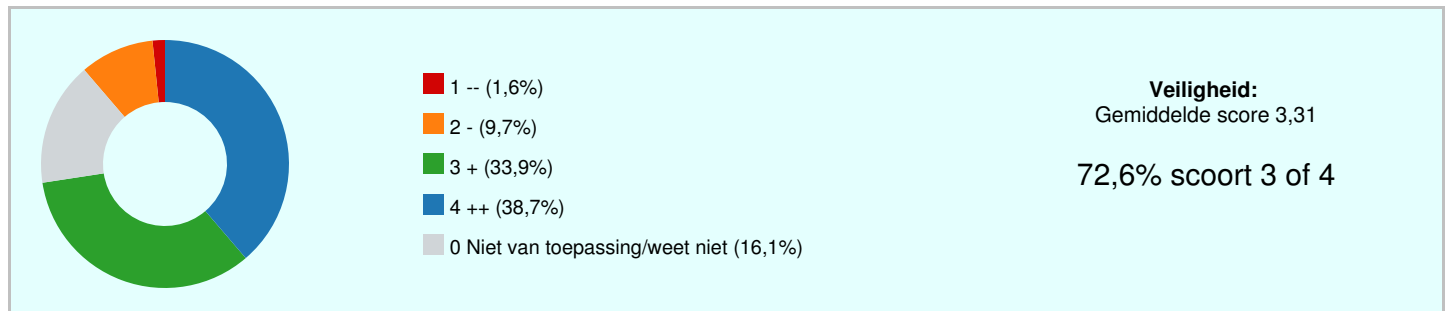 1 -- (1,6%)
2 - (9,7%)
3 + (33,9%)
4 ++ (38,7%)
0 Niet van toepassing/weet niet (16,1%)
Veiligheid:
Gemiddelde score 3,31
72,6% scoort 3 of 4